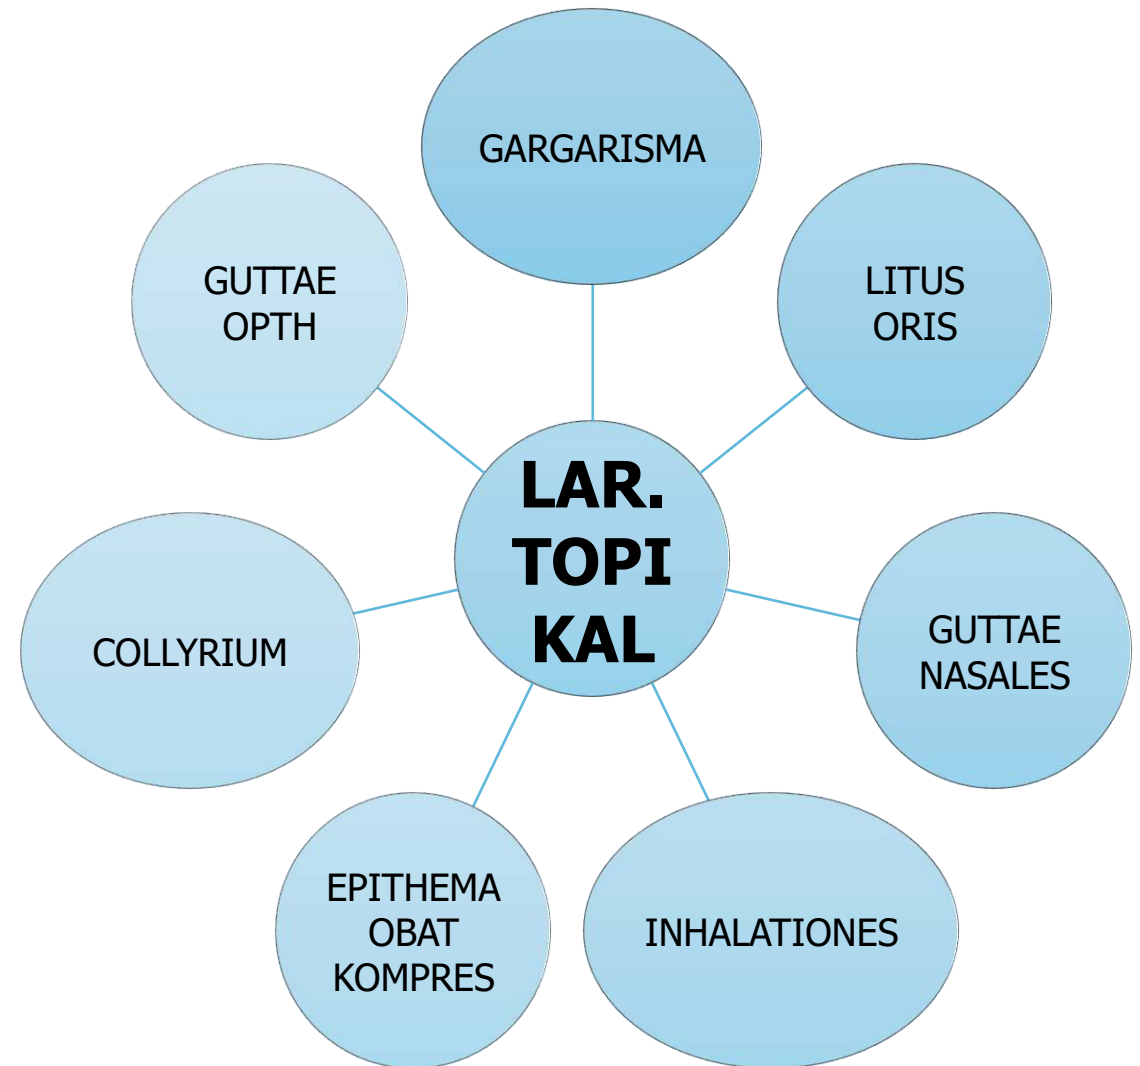 GARGARISMA
LITUS
ORIS
GUTTAE
NASALES
INHALATIONES
EPITHEMA
OBAT
KOMPRES
COLLYRIUM
GUTTAE
OPTH
LAR.
TOPI
KAL